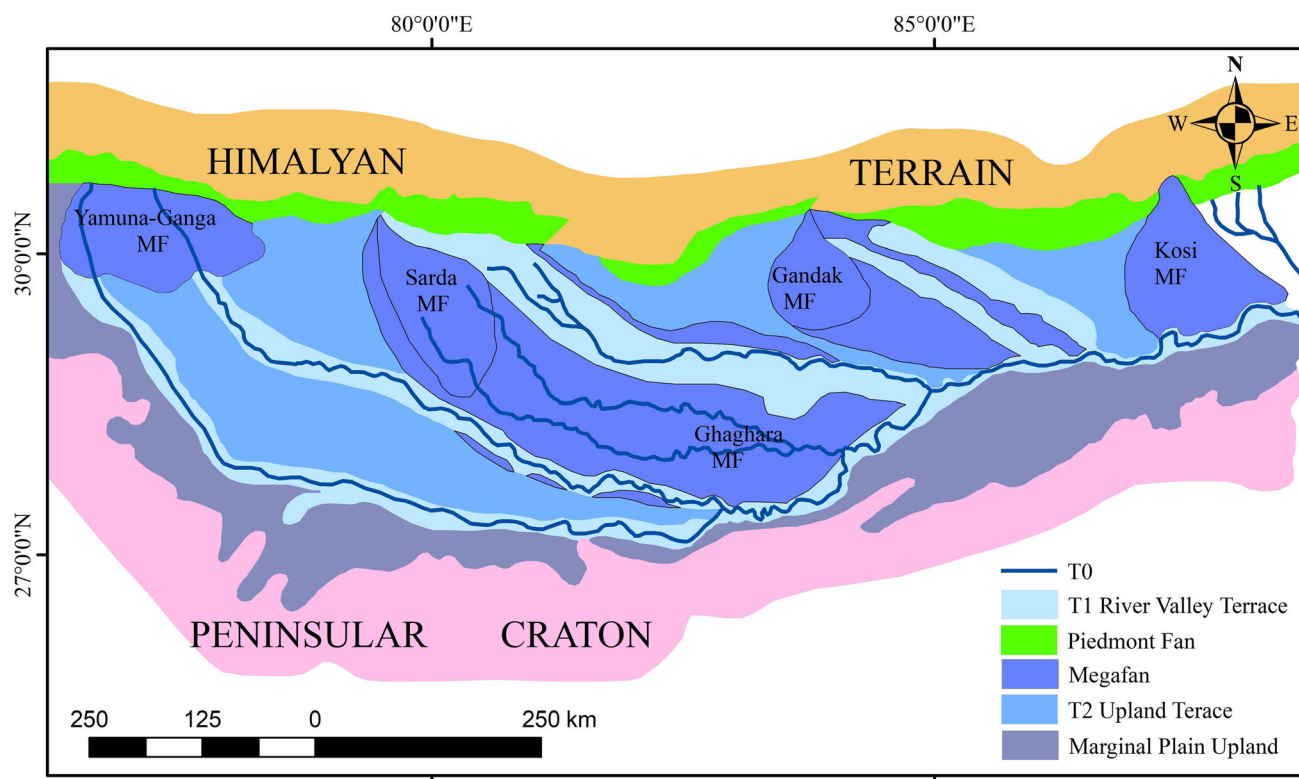 80°0'0"E
85°0'0"E
N
W
E
S
HIMALYAN
TERRAIN
Yamuna-Ganga
MF
30°0'0"N
Sarda
MF
Gandak
MF
Kosi
MF
Ghaghara
MF
27°0'0"N
PENINSULAR CRATON
T0
T1 River Valley Terrace
Piedmont Fan
Megafan
T2 Upland Terace
Marginal Plain Upland
250 125 0 250 km